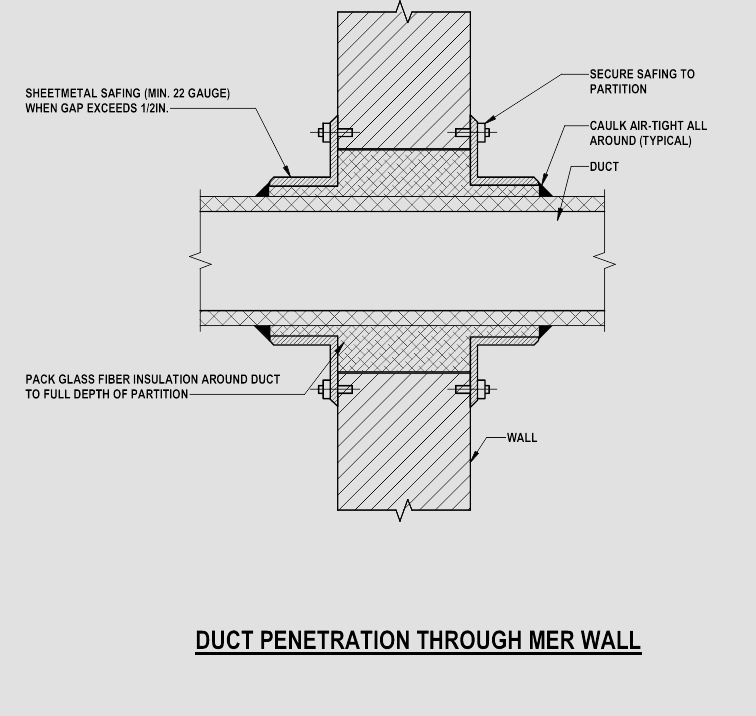 SECURE SAFING TO
PARTITION
SHEETMETAL SAFING (MIN. 22 GAUGE)
WHEN GAP EXCEEDS 1/2IN.
CAULK AIR-TIGHT ALL
AROUND (TYPICAL)
DUCT
PACK GLASS FIBER INSULATION AROUND DUCT
TO FULL DEPTH OF PARTITION
WALL
DUCT PENETRATION THROUGH MER WALL